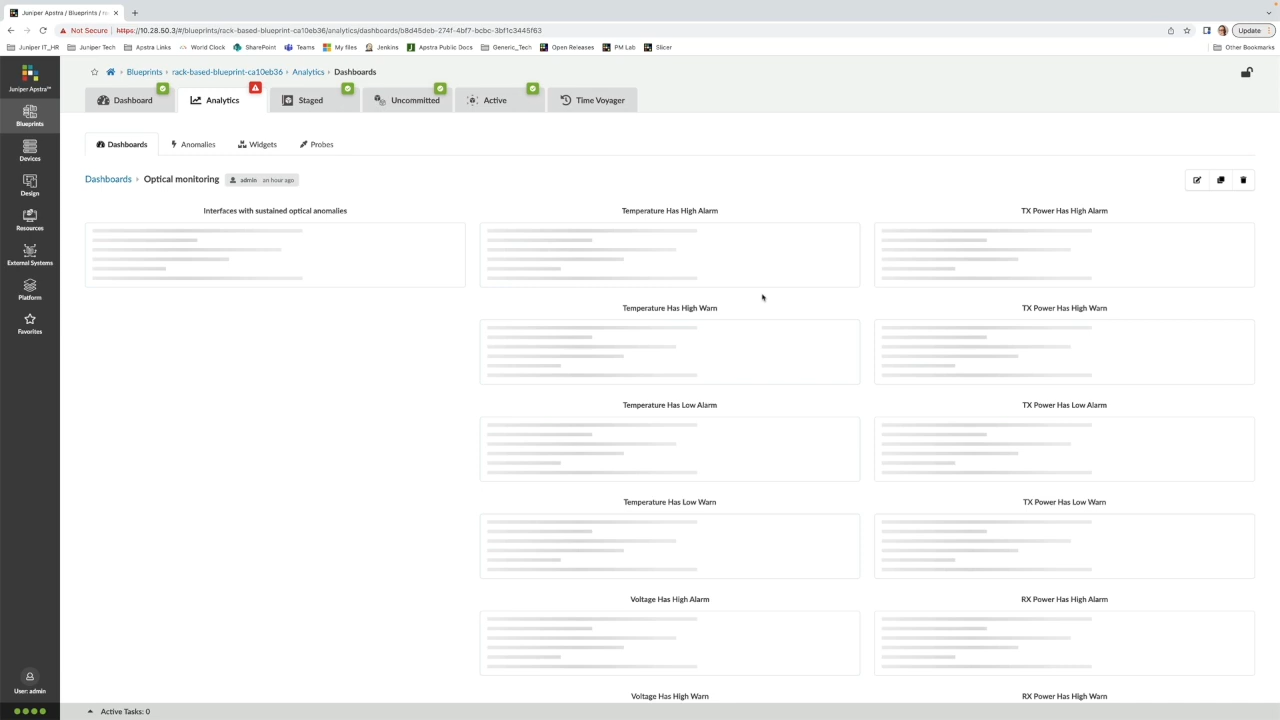 Juniper Apstra / Blueprints / r
Not Secure
https://10.28.50.3/#/blueprints/rack-based-blueprint-ca10eb36/analytics/dashboards/b8d45deb-274f-4bf7-bcbc-3bf1c3445f63
Update
Juniper IT_HR
Juniper Tech
Apstra Links
World Clock
SharePoint
Teams
My files
Jenkins
Apstra Public Docs
Generic_Tech
Open Releases
PM Lab
Slicer
Other Bookmarks
Juniper Apstra™
Blueprints
Devices
Design
Resources
External Systems
Platform
Favorites
User: admin
Blueprints › rack-based-blueprint-ca10eb36 › Analytics › Dashboards
Dashboard
Analytics
Staged
Uncommitted
Active
Time Voyager
Dashboards
Anomalies
Widgets
Probes
Dashboards › Optical monitoring
admin an hour ago
Interfaces with sustained optical anomalies
Temperature Has High Alarm
TX Power Has High Alarm
Temperature Has High Warn
TX Power Has High Warn
Temperature Has Low Alarm
TX Power Has Low Alarm
Temperature Has Low Warn
TX Power Has Low Warn
Voltage Has High Alarm
RX Power Has High Alarm
Voltage Has High Warn
RX Power Has High Warn
Active Tasks: 0